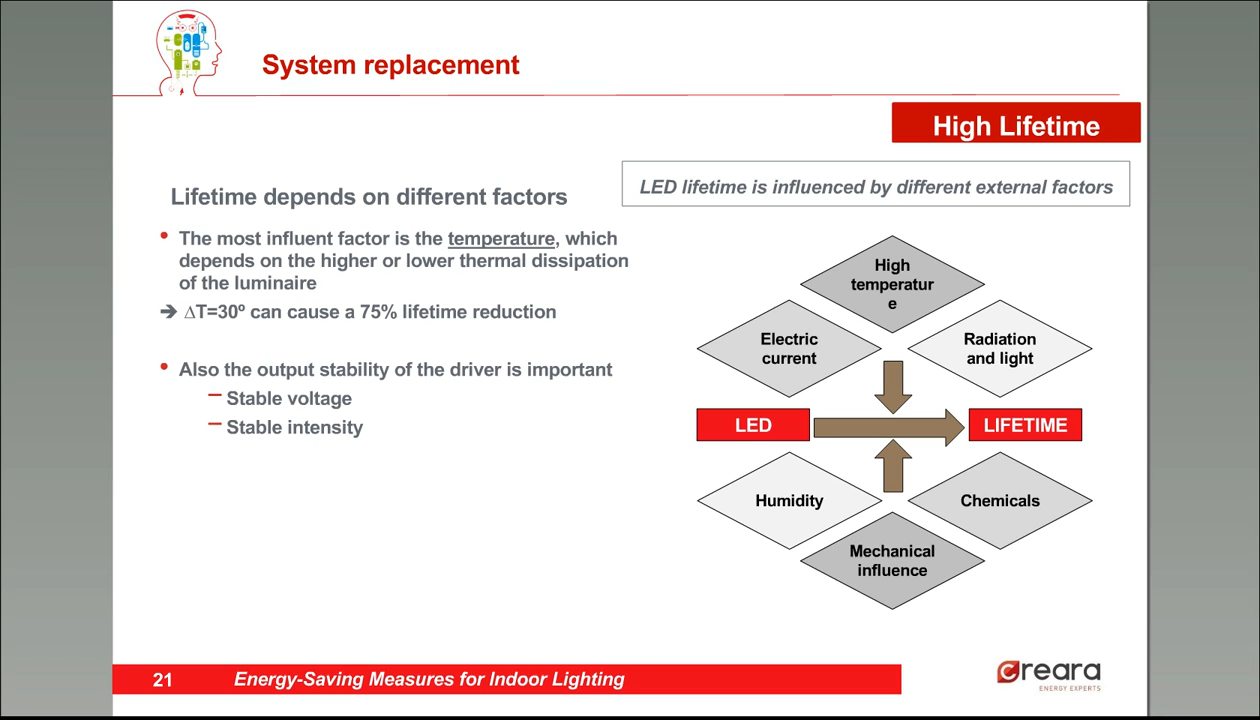 System replacement
High Lifetime
Lifetime depends on different factors
• The most influent factor is the temperature, which
depends on the higher or lower thermal dissipation
of the luminaire
➔ ∆T=30º can cause a 75% lifetime reduction
• Also the output stability of the driver is important
– Stable voltage
– Stable intensity
LED lifetime is influenced by different external factors
High
temperatur
e
Electric
current
Radiation
and light
LED
LIFETIME
Humidity
Chemicals
Mechanical
influence
21
Energy-Saving Measures for Indoor Lighting
creara
ENERGY EXPERTS